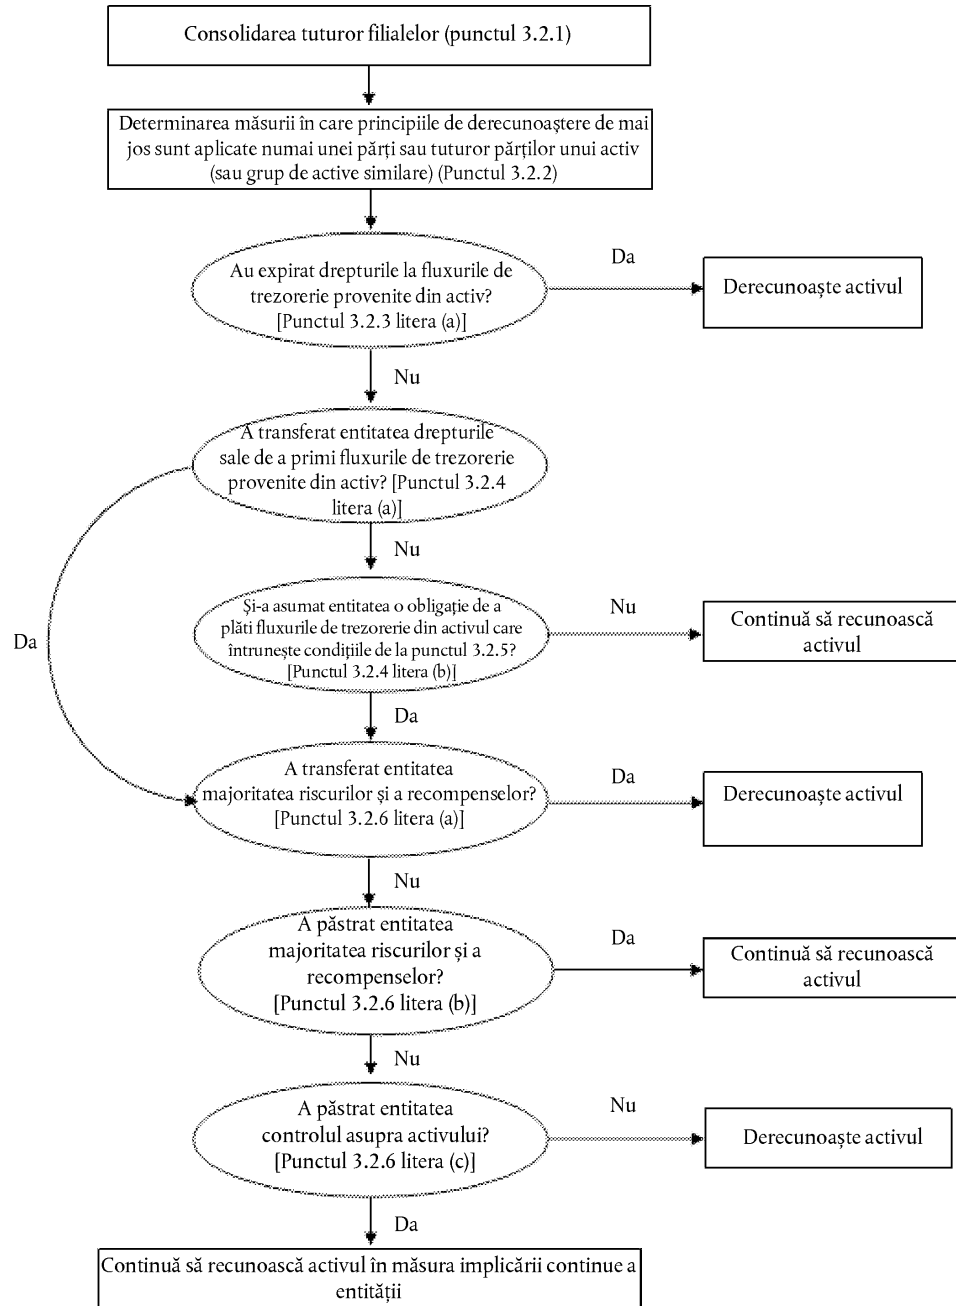 Consolidarea tuturor filialelor (punctul 3.2.1)
Determinarea măsurii în care principiile de derecunoaștere de mai
jos sunt aplicate numai unei părți sau tuturor părților unui activ
(sau grup de active similare) (Punctul 3.2.2)
Au expirat drepturile la fluxurile de
trezorerie provenite din activ?
[Punctul 3.2.3 litera (a)]
Da
Derecunoaște activul
Nu
A transferat entitatea drepturile
sale de a primi fluxurile de trezorerie
provenite din activ? [Punctul 3.2.4
litera (a)]
Nu
Da
Și-a asumat entitatea o obligație de a
plăti fluxurile de trezorerie din activul care
întrunește condițiile de la punctul 3.2.5?
[Punctul 3.2.4 litera (b)]
Nu
Continuă să recunoască
activul
Da
A transferat entitatea
majoritatea riscurilor și a recompenselor?
[Punctul 3.2.6 litera (a)]
Da
Derecunoaște activul
Nu
A păstrat entitatea
majoritatea riscurilor și a
recompenselor?
[Punctul 3.2.6 litera (b)]
Da
Continuă să recunoască
activul
Nu
A păstrat entitatea
controlul asupra activului?
[Punctul 3.2.6 litera (c)]
Nu
Derecunoaște activul
Da
Continuă să recunoască activul în măsura implicării continue a
entității